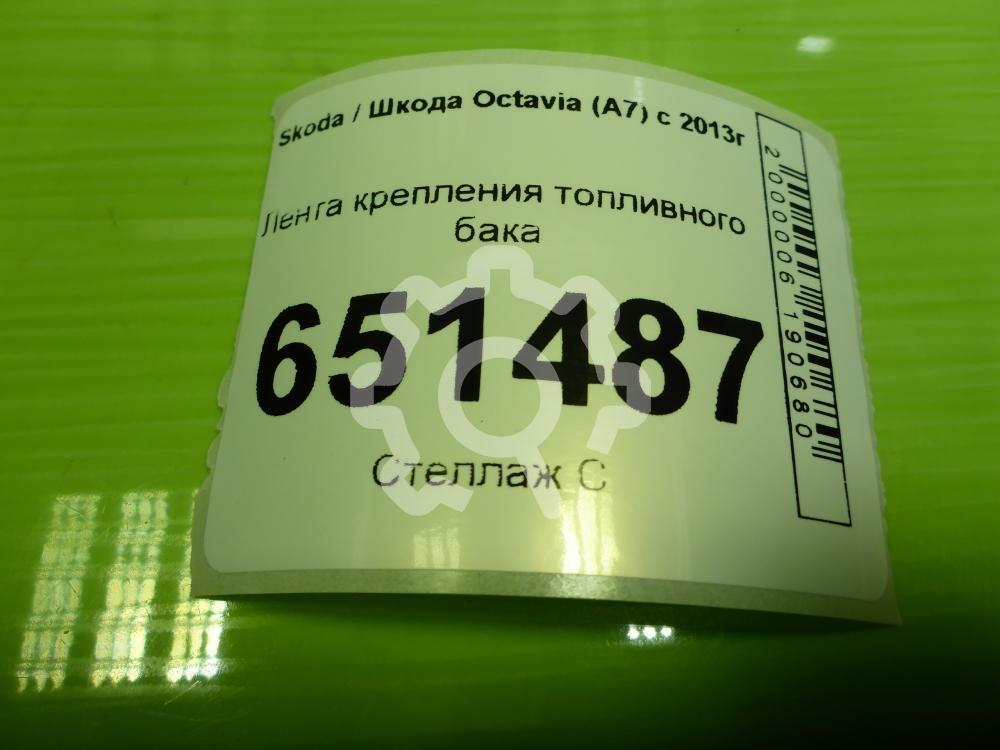 Skoda / Шкода Octavia (A7) с 2013г
Лента крепления топливного
бака
651487
Стеллаж С
2000006190680